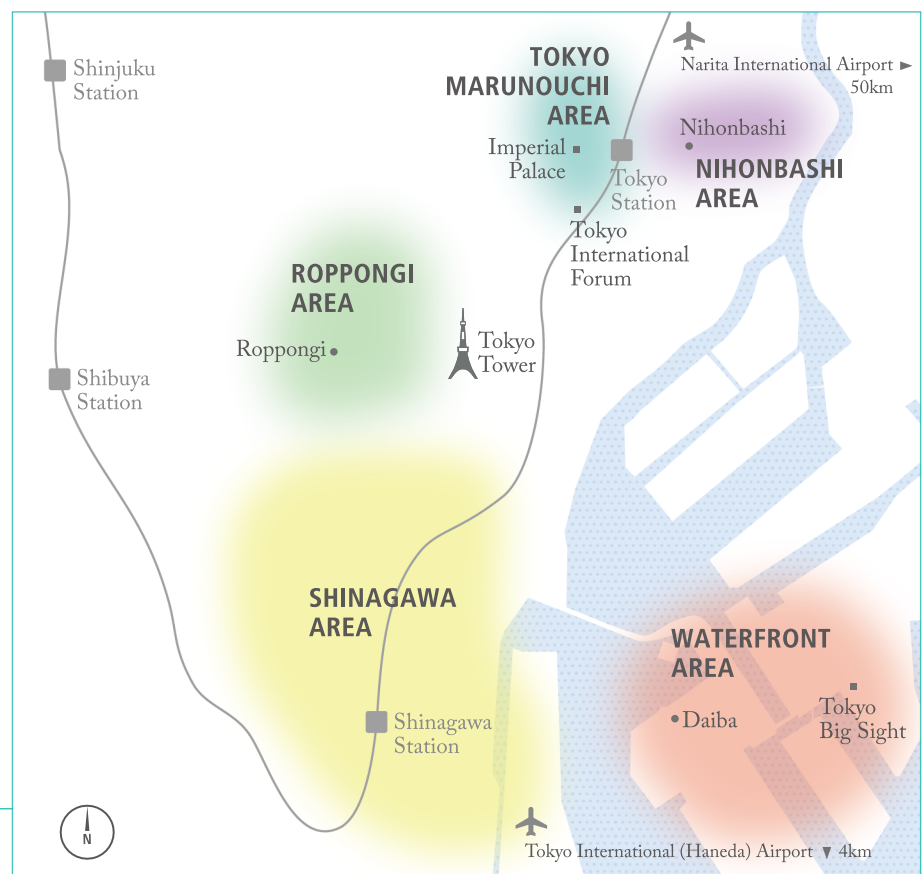 Shinjuku
Station
TOKYO
MARUNOUCHI
AREA
Narita International Airport ►
50km
Imperial
Palace
Tokyo
Station
Nihonbashi
NIHONBASHI
AREA
Tokyo
International
Forum
ROPPONGI
AREA
Roppongi
Tokyo
Tower
Shibuya
Station
SHINAGAWA
AREA
WATERFRONT
AREA
Shinagawa
Station
Daiba
Tokyo
Big Sight
N
Tokyo International (Haneda) Airport ▼ 4km